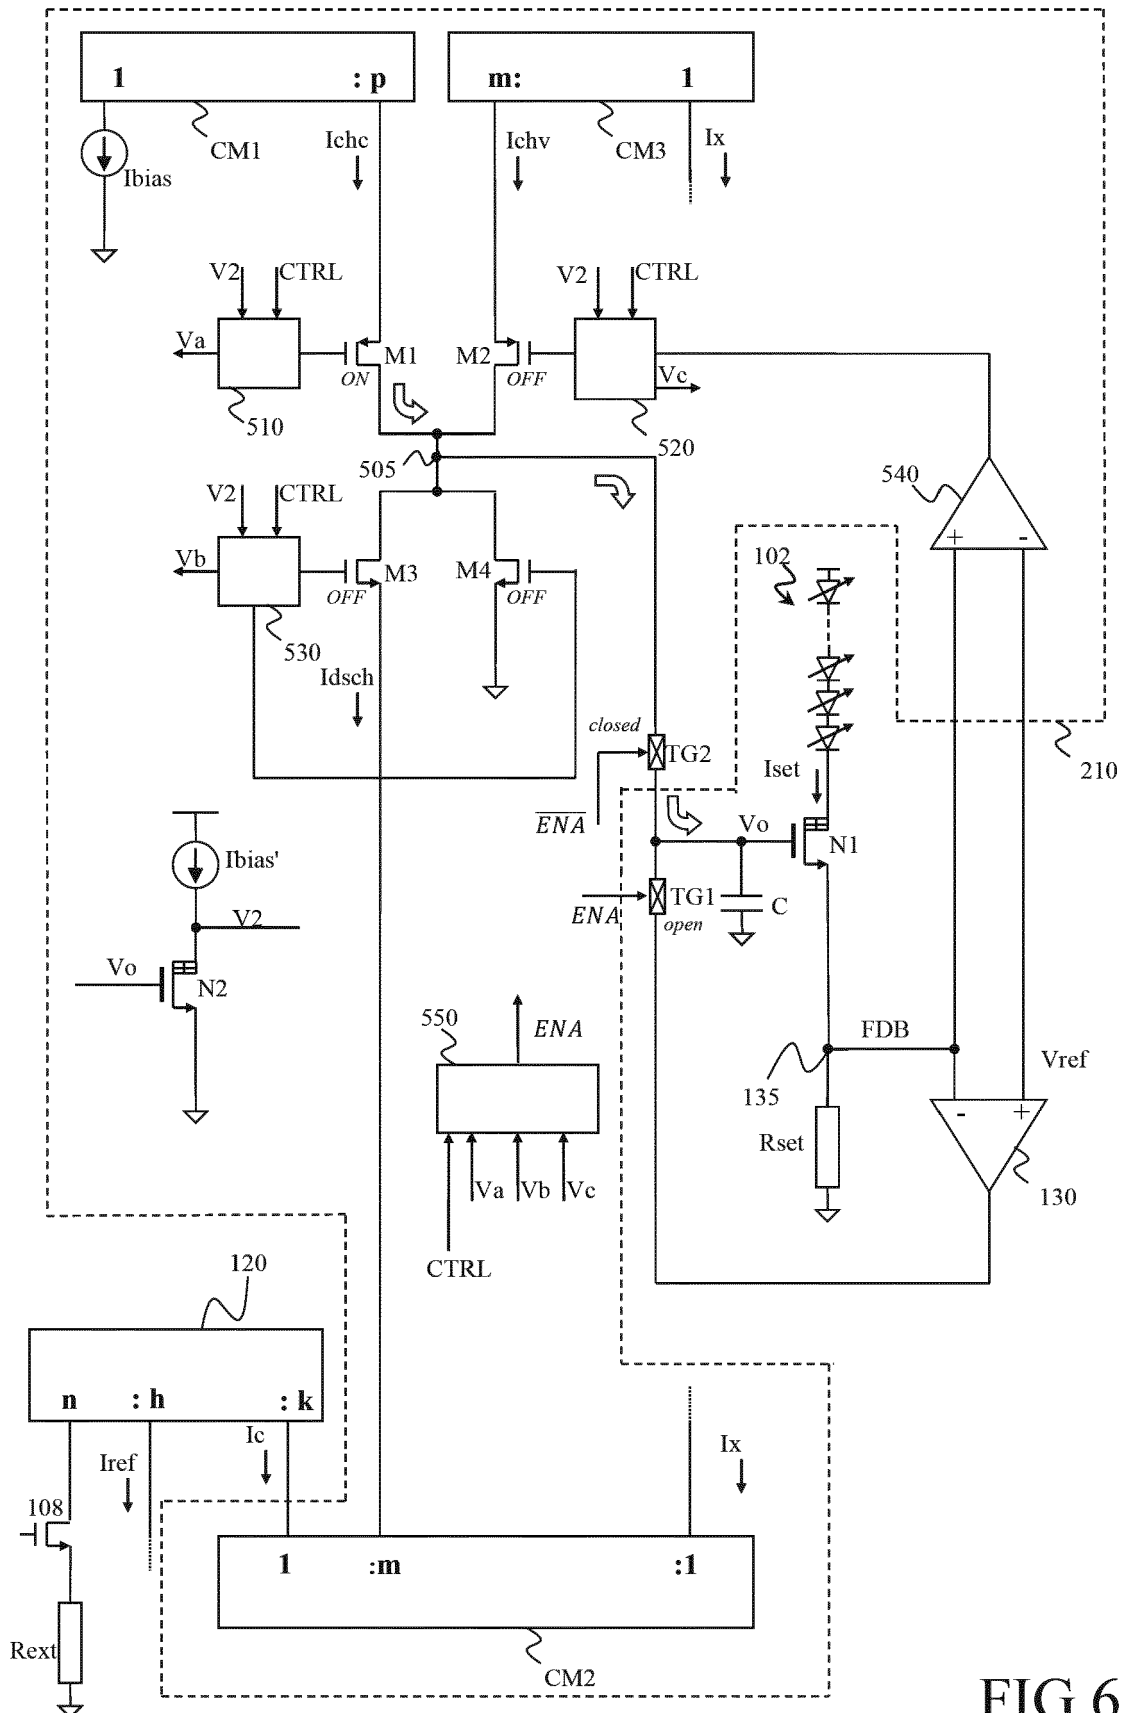 1 : p
m: 1
CM1
CM3
Ichc
Ichv
Ix
Ibias
V2 CTRL
V2 CTRL
Va
M1
M2
Vc
ON
OFF
510
520
505
540
V2 CTRL
+ -
Vb
M3
M4
102
OFF
OFF
530
Idsch
closed
TG2
Iset
210
ENA
Vo
N1
Ibias'
TG1
C
ENA
open
V2
Vo
N2
550
ENA
FDB
Vref
135
- +
Rset
130
Va Vb Vc
CTRL
120
n : h : k
Ic
Iref
Ix
108
1 :m :1
Rext
CM2
FIG 6